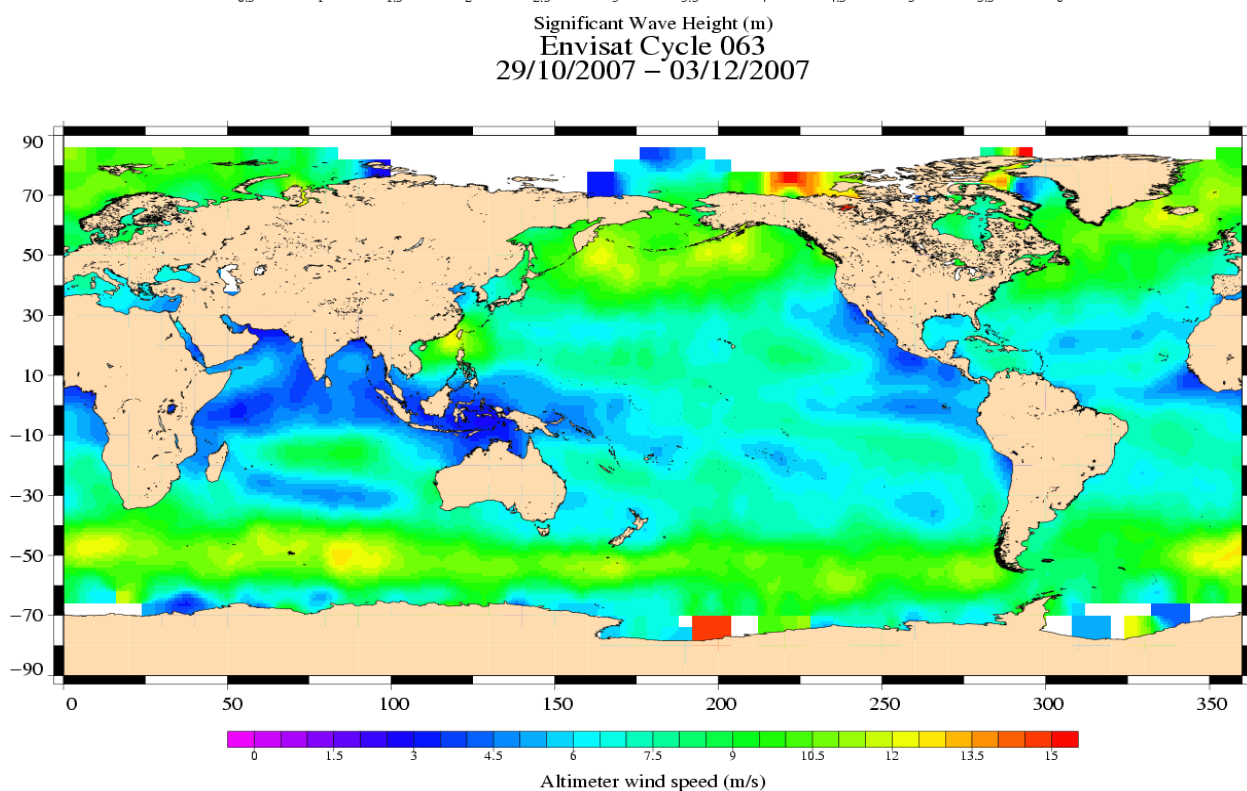 Significant Wave Height (m)
Envisat Cycle 063
29/10/2007 − 03/12/2007
90
70
50
30
10
−10
−30
−50
−70
−90
0 50 100 150 200 250 300 350
0 1.5 3 4.5 6 7.5 9 10.5 12 13.5 15
Altimeter wind speed (m/s)